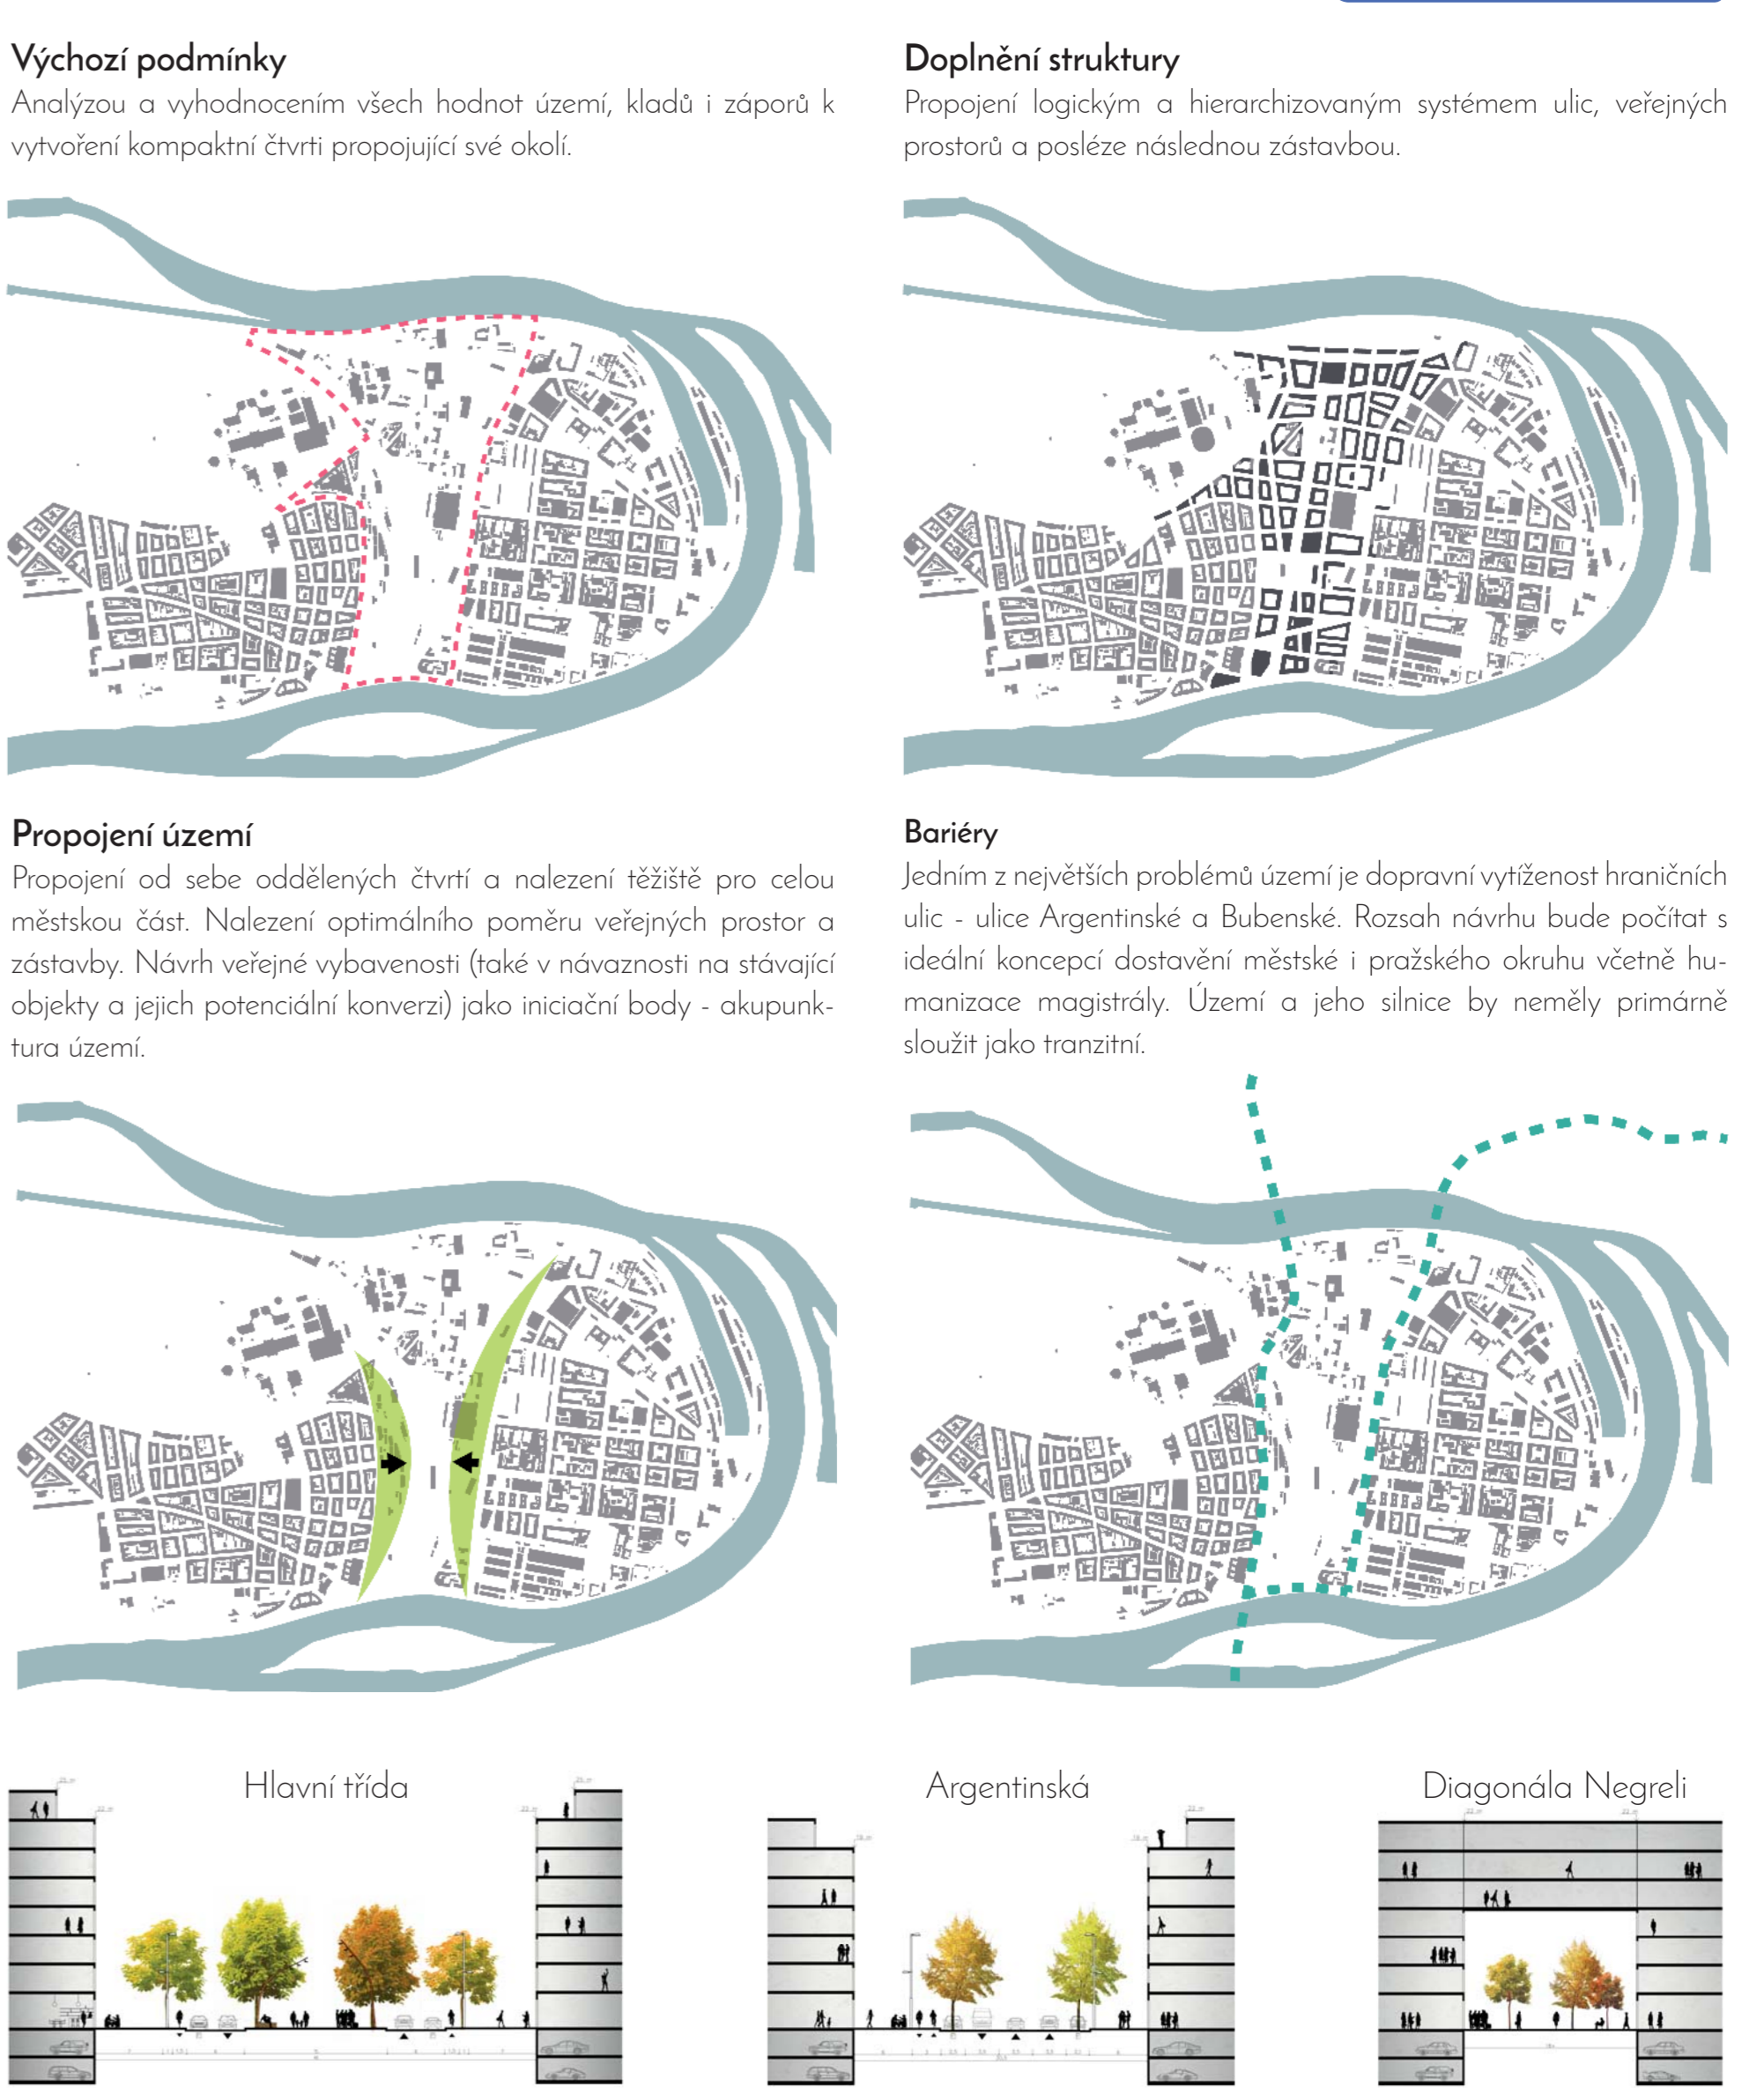 Výchozí podmínky
Analýzou a vyhodnocením všech hodnot území, kladů i záporů k
vytvoření kompaktní čtvrti propojující své okolí.
Doplnění struktury
Propojení logickým a hierarchizovaným systémem ulic, veřejných
prostorů a posléze následnou zástavbou.
Propojení území
Propojení od sebe oddělených čtvrtí a nalezení těžiště pro celou
městskou část. Nalezení optimálního poměru veřejných prostor a
zástavby. Návrh veřejné vybavenosti (také v návaznosti na stávající
objekty a jejich potenciální konverzi) jako iniciační body - akupunk-
tura území.
Bariéry
Jedním z největších problémů území je dopravní vytíženost hraničních
ulic - ulice Argentinské a Bubenské. Rozsah návrhu bude počítat s
ideální koncepcí dostavění městské i pražského okruhu včetně hu-
manizace magistrály. Území a jeho silnice by neměly primárně
sloužit jako tranzitní.
Hlavní třída
Argentinská
Diagonála Negreli